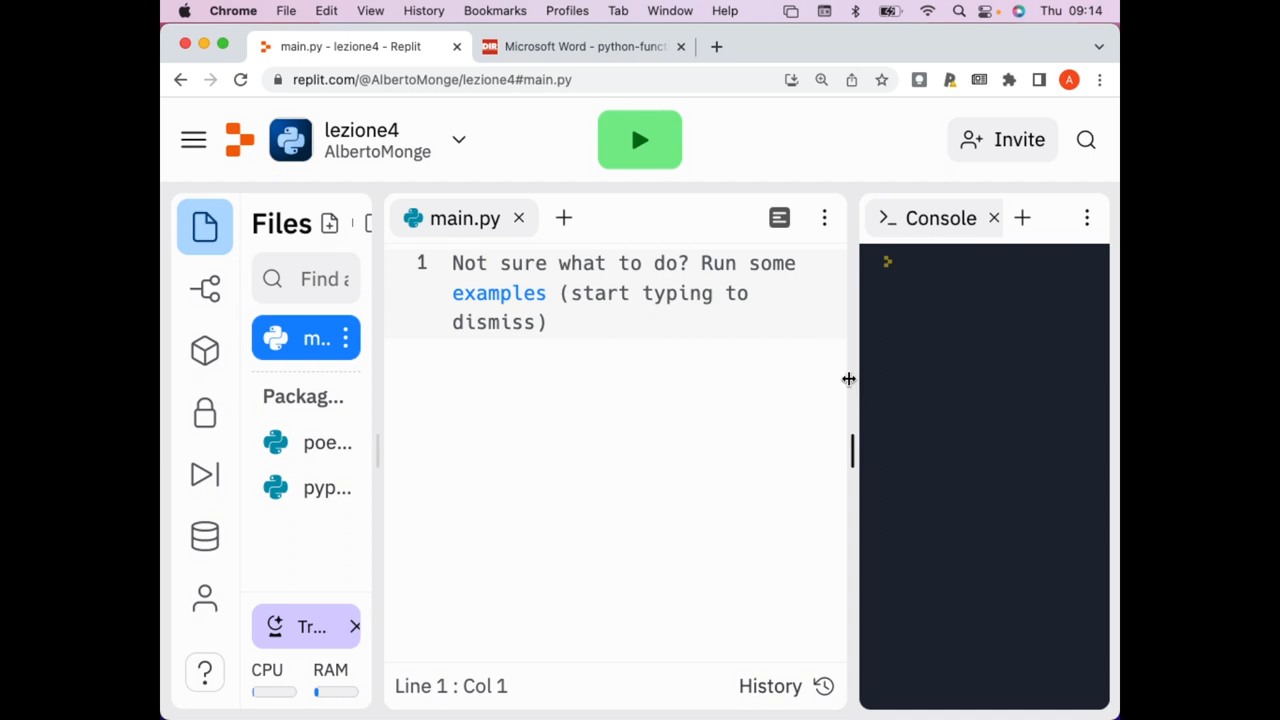 Chrome File Edit View History Bookmarks Profiles Tab Window Help Thu 09:14
main.py - lezione4 - Replit
DIR Microsoft Word - python-funct
replit.com/@AlbertoMonge/lezione4#main.py
A
lezione4
AlbertoMonge
Invite
Files
Find a
m..
Packag...
poe...
pyp...
Tr...
CPU RAM
main.py
1 Not sure what to do? Run some
examples (start typing to
dismiss)
Line 1 : Col 1
History
Console